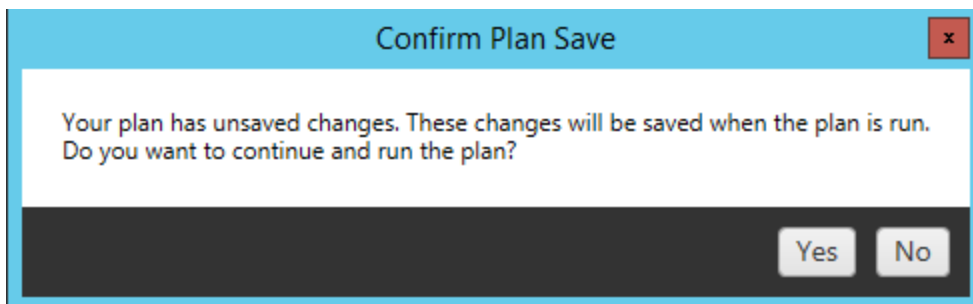 Confirm Plan Save
x
Your plan has unsaved changes. These changes will be saved when the plan is run.
Do you want to continue and run the plan?
Yes No